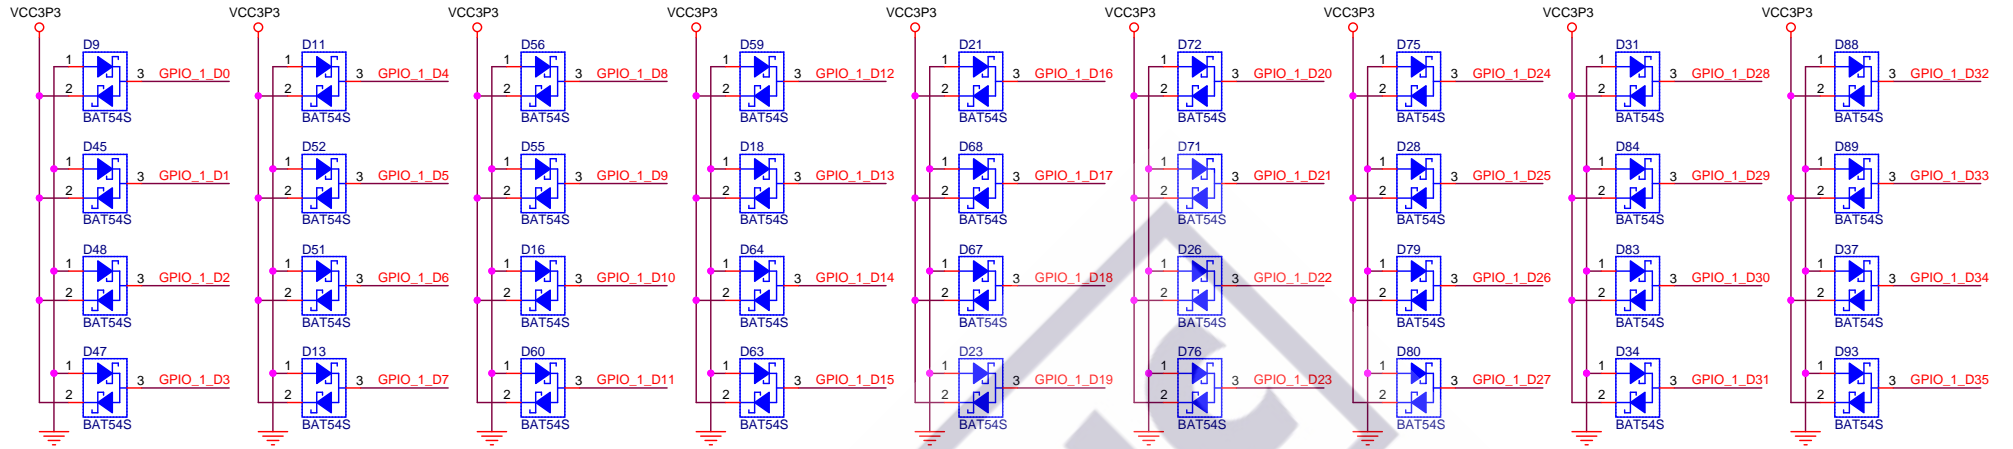 VCC3P3 VCC3P3 VCC3P3 VCC3P3 VCC3P3 VCC3P3 VCC3P3 VCC3P3 VCC3P3
D9 D11 D56 D59 D21 D72 D75 D31 D88
1 1 1 1 1 1 1 1 1
3 GPIO_1_D0 3 GPIO_1_D4 3 GPIO_1_D8 3 GPIO_1_D12 3 GPIO_1_D16 3 GPIO_1_D20 3 GPIO_1_D24 3 GPIO_1_D28 3 GPIO_1_D32
2 2 2 2 2 2 2 2 2
BAT54S BAT54S BAT54S BAT54S BAT54S BAT54S BAT54S BAT54S BAT54S
D45 D52 D55 D18 D68 D71 D28 D84 D89
1 1 1 1 1 1 1 1 1
3 GPIO_1_D1 3 GPIO_1_D5 3 GPIO_1_D9 3 GPIO_1_D13 3 GPIO_1_D17 3 GPIO_1_D21 3 GPIO_1_D25 3 GPIO_1_D29 3 GPIO_1_D33
2 2 2 2 2 2 2 2 2
BAT54S BAT54S BAT54S BAT54S BAT54S BAT54S BAT54S BAT54S BAT54S
D48 D51 D16 D64 D67 D26 D79 D83 D37
1 1 1 1 1 1 1 1 1
3 GPIO_1_D2 3 GPIO_1_D6 3 GPIO_1_D10 3 GPIO_1_D14 3 GPIO_1_D18 3 GPIO_1_D22 3 GPIO_1_D26 3 GPIO_1_D30 3 GPIO_1_D34
2 2 2 2 2 2 2 2 2
BAT54S BAT54S BAT54S BAT54S BAT54S BAT54S BAT54S BAT54S BAT54S
D47 D13 D60 D63 D23 D76 D80 D34 D93
1 1 1 1 1 1 1 1 1
3 GPIO_1_D3 3 GPIO_1_D7 3 GPIO_1_D11 3 GPIO_1_D15 3 GPIO_1_D19 3 GPIO_1_D23 3 GPIO_1_D27 3 GPIO_1_D31 3 GPIO_1_D35
2 2 2 2 2 2 2 2 2
BAT54S BAT54S BAT54S BAT54S BAT54S BAT54S BAT54S BAT54S BAT54S